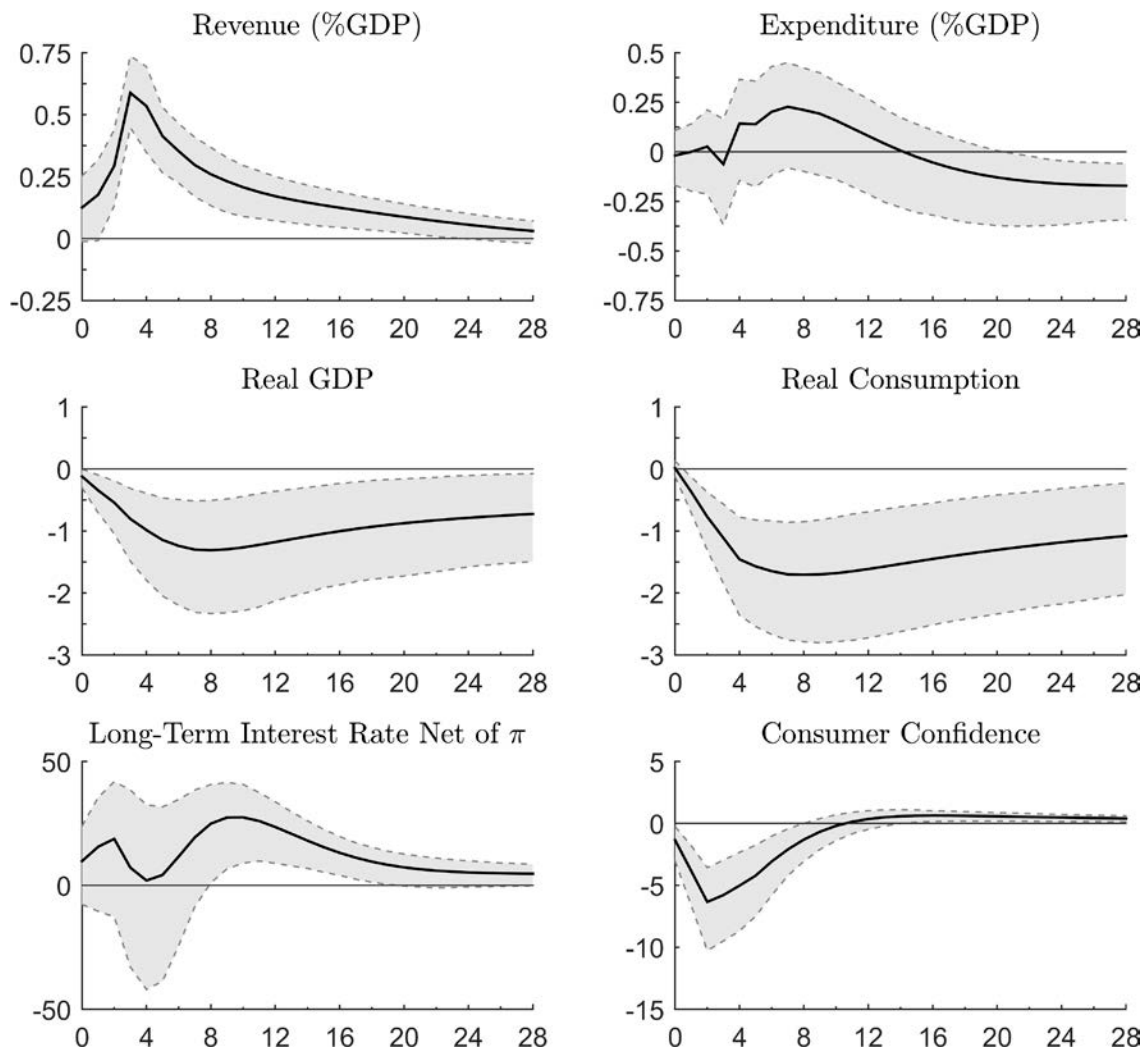 Revenue (%GDP)
0.75
0.5
0.25
0
-0.25
0 4 8 12 16 20 24 28
Expenditure (%GDP)
0.5
0.25
0
-0.25
-0.5
-0.75
0 4 8 12 16 20 24 28
Real GDP
1
0
-1
-2
-3
0 4 8 12 16 20 24 28
Real Consumption
1
0
-1
-2
-3
0 4 8 12 16 20 24 28
Long-Term Interest Rate Net of π
50
0
-50
0 4 8 12 16 20 24 28
Consumer Confidence
5
0
-5
-10
-15
0 4 8 12 16 20 24 28